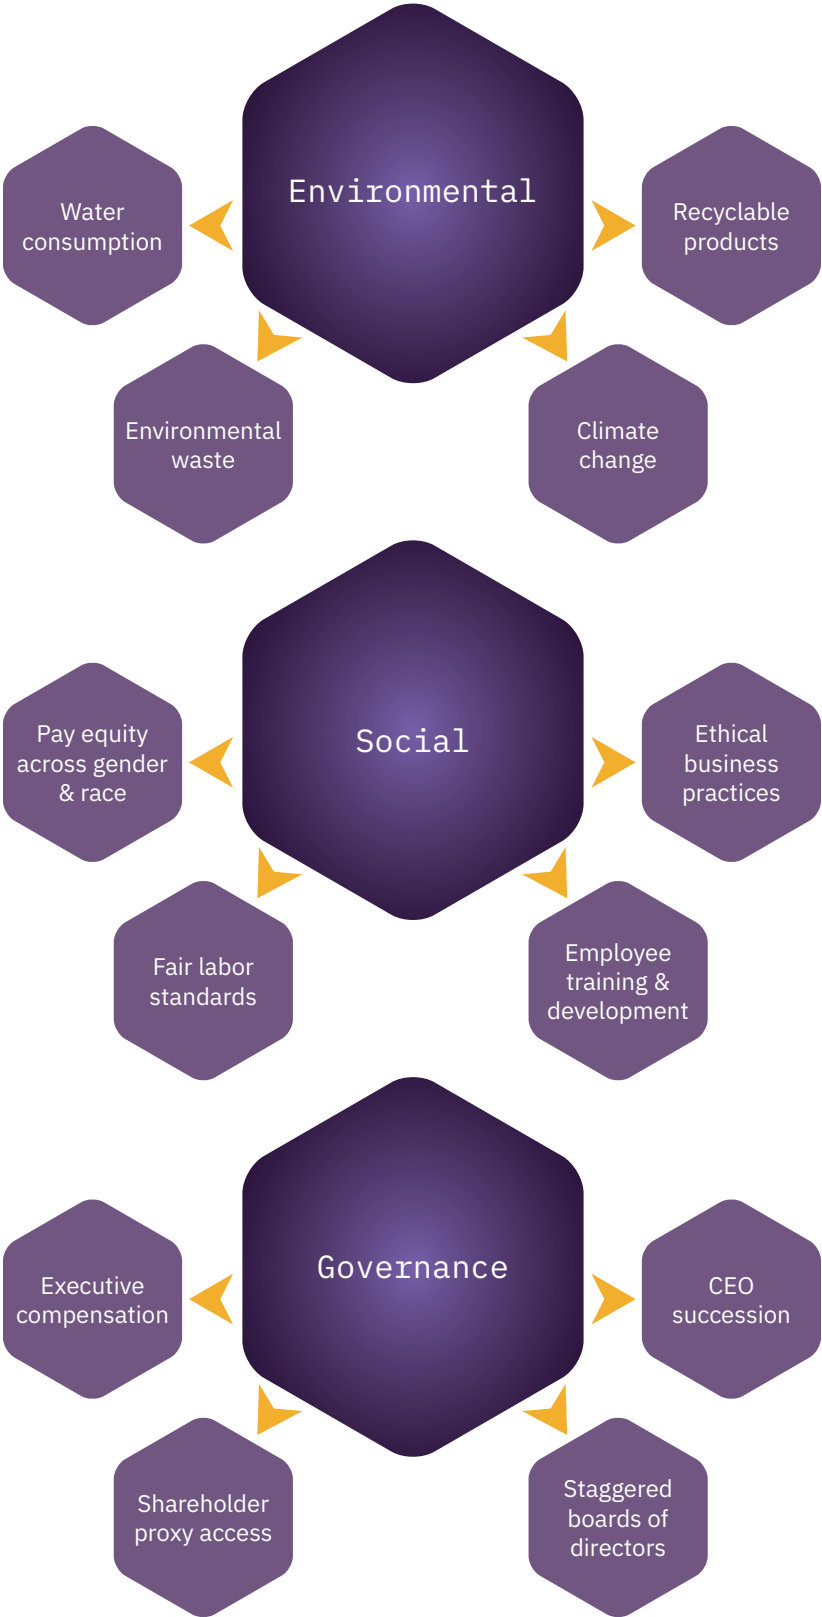 Environmental
Water
consumption
Recyclable
products
Environmental
waste
Climate
change
Social
Pay equity
across gender
& race
Ethical
business
practices
Fair labor
standards
Employee
training &
development
Governance
Executive
compensation
CEO
succession
Shareholder
proxy access
Staggered
boards of
directors